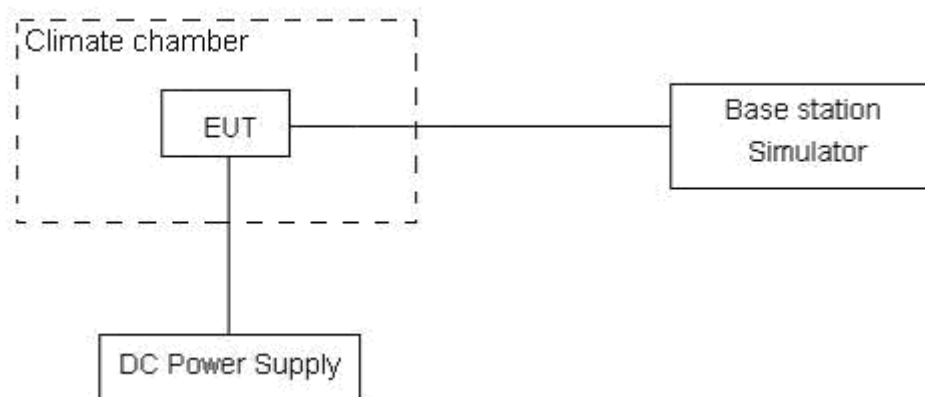 Climate chamber
EUT
Base station
Simulator
DC Power Supply